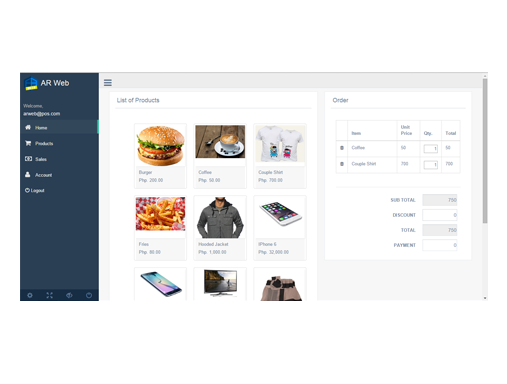 AR Web
Welcome,
arweb@pos.com
Home
Products
Sales
Account
Logout
List of Products
Burger
Php. 200.00
Coffee
Php. 50.00
Couple Shirt
Php. 700.00
Fries
Php. 80.00
Hooded Jacket
Php. 1,000.00
IPhone 6
Php. 32,000.00
Order
Item Unit Price Qty. Total
Coffee 50 1 50
Couple Shirt 700 1 700
SUB TOTAL 750
DISCOUNT 0
TOTAL 750
PAYMENT 0